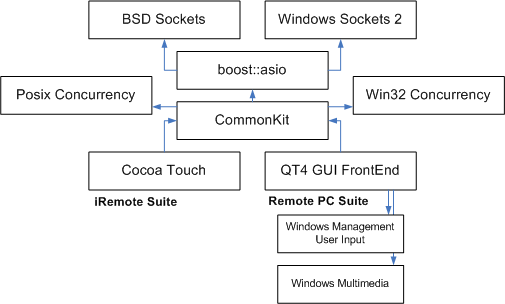 BSD Sockets
Windows Sockets 2
boost::asio
Posix Concurrency
Win32 Concurrency
CommonKit
Cocoa Touch
QT4 GUI FrontEnd
iRemote Suite
Remote PC Suite
Windows Management
User Input
Windows Multimedia